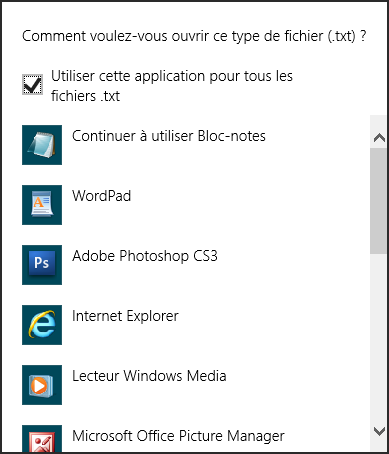 Comment voulez-vous ouvrir ce type de fichier (.txt) ?
Utiliser cette application pour tous les
fichiers .txt
Continuer à utiliser Bloc-notes
WordPad
Ps
Adobe Photoshop CS3
Internet Explorer
Lecteur Windows Media
Microsoft Office Picture Manager